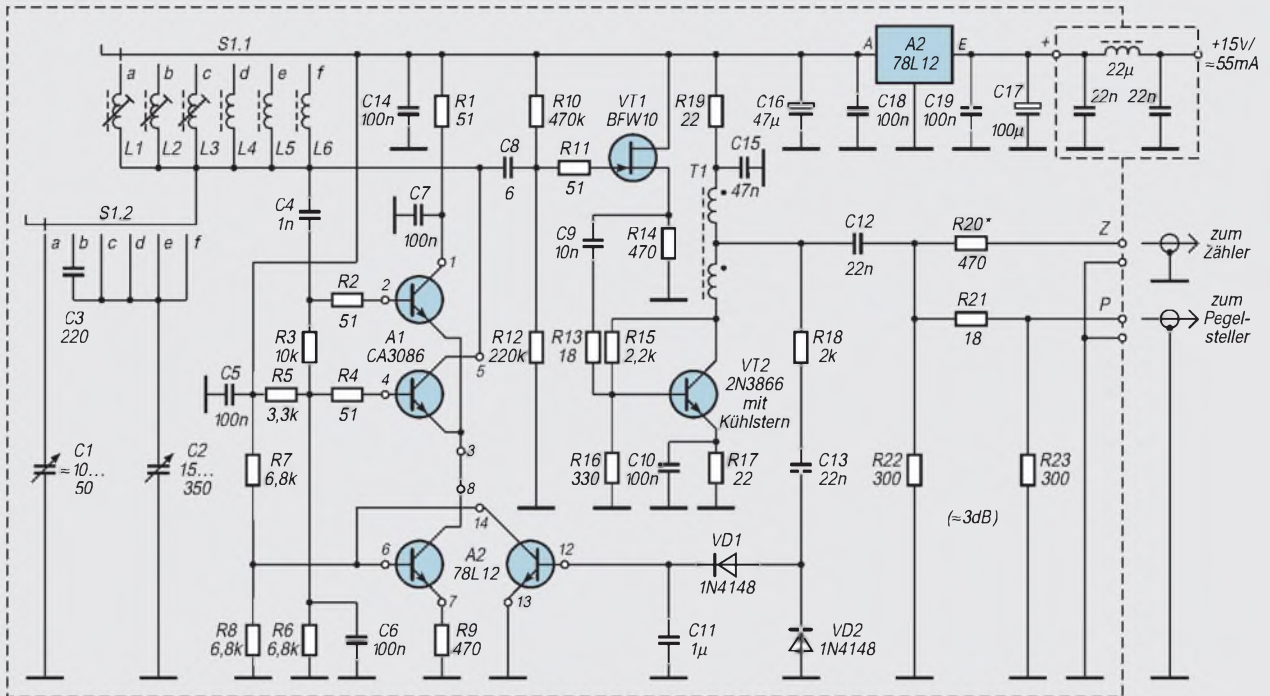 S1.1
a b c d e f
L1 L2 L3 L4 L5 L6
C14
100n
R1
51
R10
470k
VT1
BFW10
R19
22
C16
47µ
A
A2
78L12
E
C18
100n
C19
100n
C17
100µ
+
22µ
22n 22n
+15V/
≈55mA
C8
6
R11
51
T1
C15
47n
S1.2
a b c d e f
C3
220
C4
1n
C7
100n
C9
10n
R14
470
C12
22n
R20*
470
Z
zum
Zähler
1
2
R2
51
R21
18
P
zum
Pegel-
steller
R3
10k
A1
CA3086
R12
220k
R13
18
R15
2,2k
R18
2k
5
C5
100n
R5
3,3k
R4
51
4
VT2
2N3866
mit
Kühlstern
C1
≈10...
50
C2
15...
350
R7
6,8k
3
8
R16
330
C10
100n
R17
22
C13
22n
R22
300
R23
300
(≈3dB)
14
6
A2
78L12
12
VD1
1N4148
7
13
R8
6,8k
R6
6,8k
C6
100n
R9
470
C11
1µ
VD2
1N4148